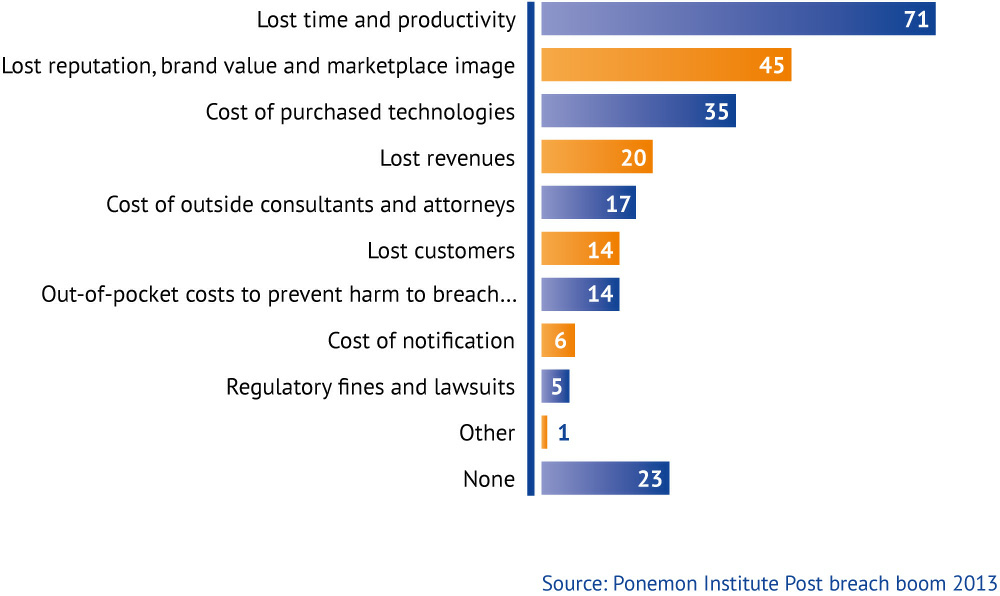 Lost time and productivity 71
Lost reputation, brand value and marketplace image 45
Cost of purchased technologies 35
Lost revenues 20
Cost of outside consultants and attorneys 17
Lost customers 14
Out-of-pocket costs to prevent harm to breach... 14
Cost of notification 6
Regulatory fines and lawsuits 5
Other 1
None 23
Source: Ponemon Institute Post breach boom 2013